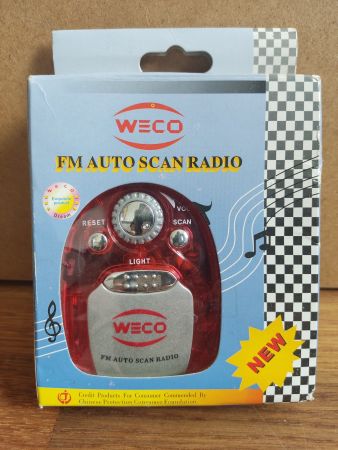 WECO
FM AUTO SCAN RADIO
VOL
RESET
SCAN
LIGHT
WECO
FM AUTO SCAN RADIO
NEW
Credit Products For Consumer Commended By
Chinese Protection Consumer Foundation